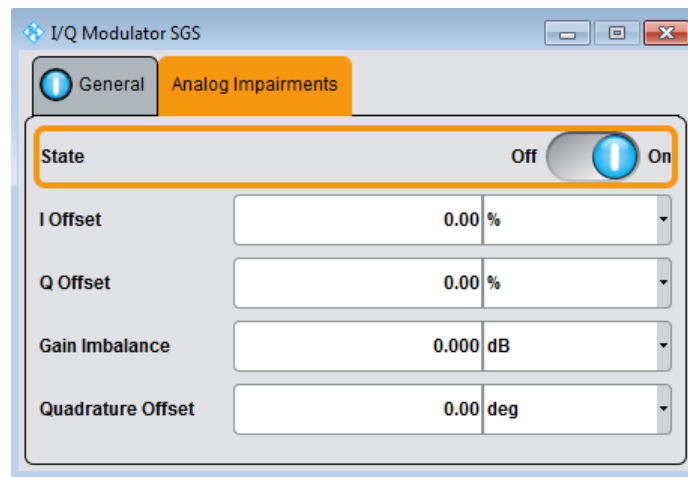 I/Q Modulator SGS
General Analog Impairments
State Off On
I Offset 0.00 %
Q Offset 0.00 %
Gain Imbalance 0.000 dB
Quadrature Offset 0.00 deg